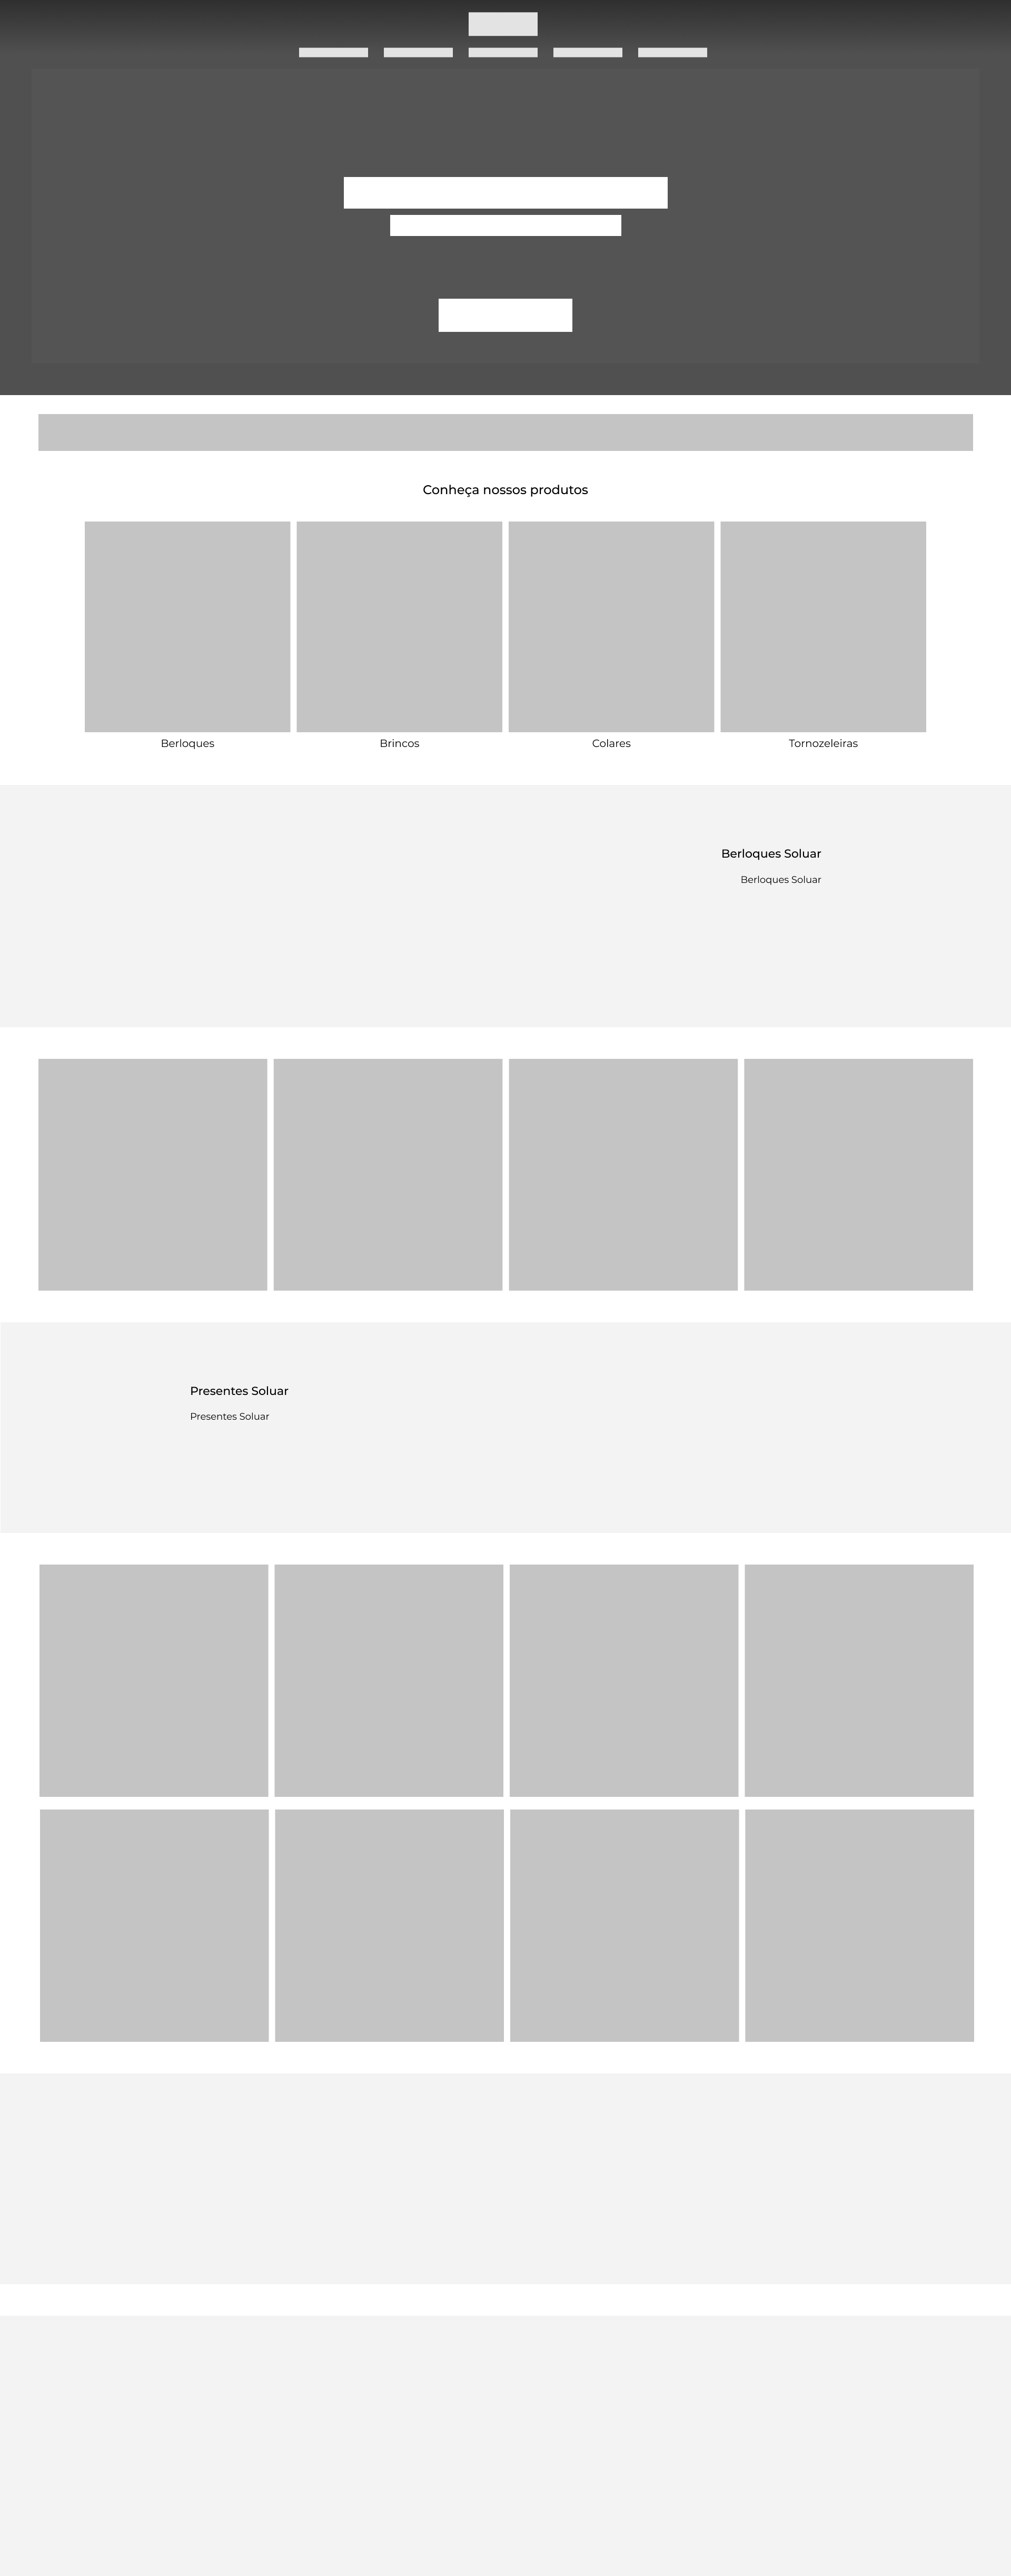 Conheça nossos produtos
Berloques
Brincos
Colares
Tornozeleiras
Berloques Soluar
Berloques Soluar
Presentes Soluar
Presentes Soluar